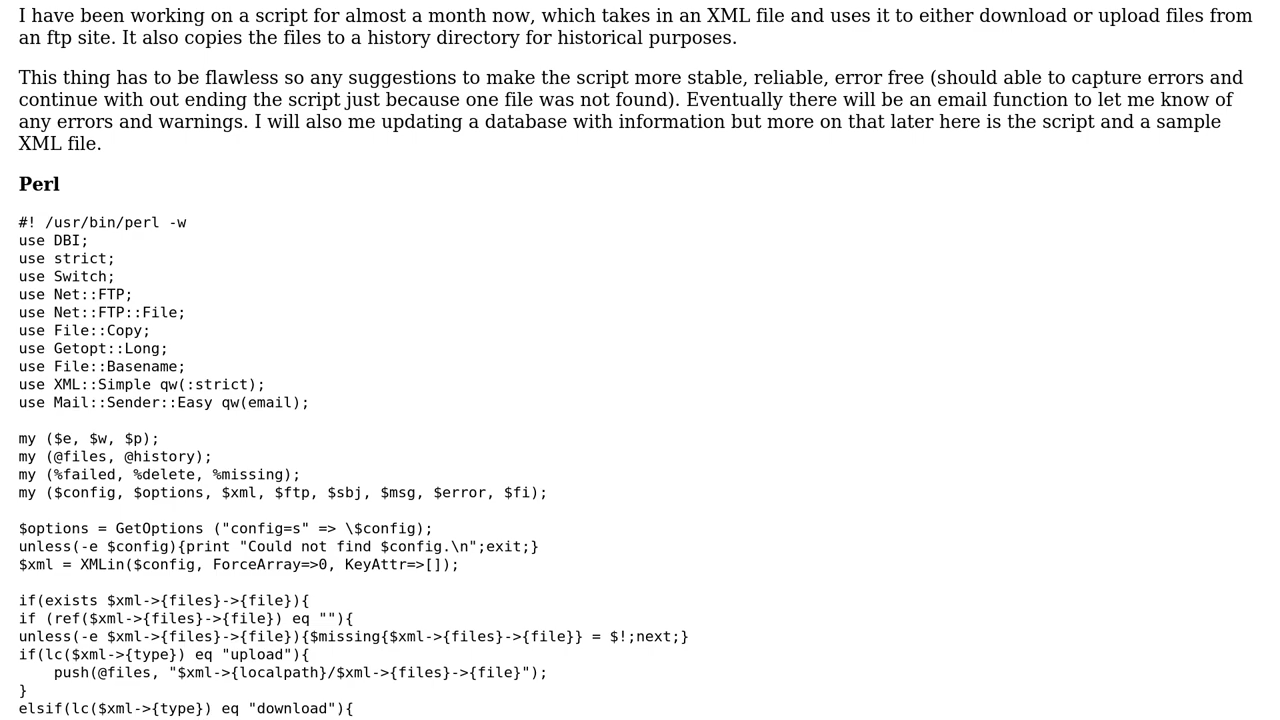 I have been working on a script for almost a month now, which takes in an XML file and uses it to either download or upload files from
an ftp site. It also copies the files to a history directory for historical purposes.
This thing has to be flawless so any suggestions to make the script more stable, reliable, error free (should able to capture errors and
continue with out ending the script just because one file was not found). Eventually there will be an email function to let me know of
any errors and warnings. I will also me updating a database with information but more on that later here is the script and a sample
XML file.
Perl
#! /usr/bin/perl -w
use DBI;
use strict;
use Switch;
use Net::FTP;
use Net::FTP::File;
use File::Copy;
use Getopt::Long;
use File::Basename;
use XML::Simple qw(:strict);
use Mail::Sender::Easy qw(email);
my ($e, $w, $p);
my (@files, @history);
my (%failed, %delete, %missing);
my ($config, $options, $xml, $ftp, $sbj, $msg, $error, $fi);
$options = GetOptions ("config=s" => \$config);
unless(-e $config){print "Could not find $config.\n";exit;}
$xml = XMLin($config, ForceArray=>0, KeyAttr=>[]);
if(exists $xml->{files}->{file}){
if (ref($xml->{files}->{file}) eq ""){
unless(-e $xml->{files}->{file}){$missing{$xml->{files}->{file}} = $!;next;}
if(lc($xml->{type}) eq "upload"){
    push(@files, "$xml->{localpath}/$xml->{files}->{file}");
}
elsif(lc($xml->{type}) eq "download"){